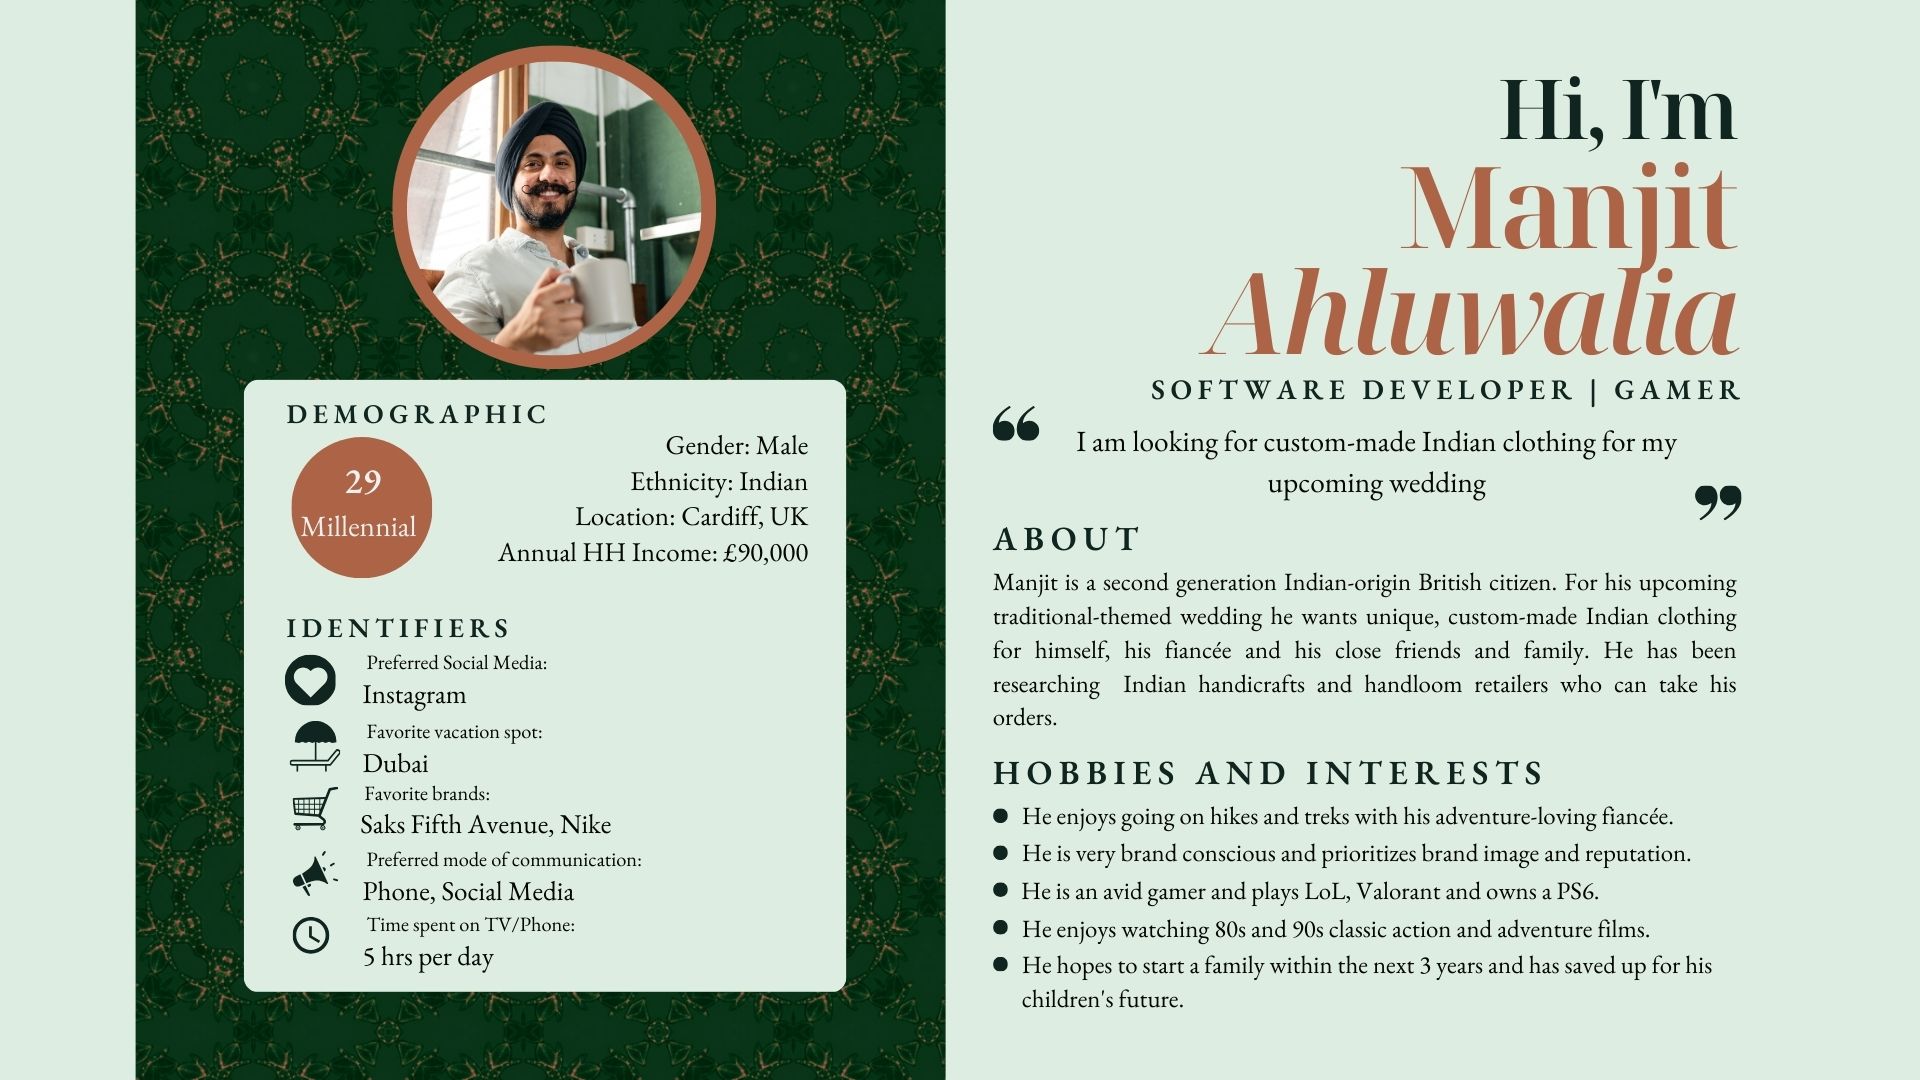 Hi, I'm
Manjit
Ahluwalia
SOFTWARE DEVELOPER | GAMER
“
I am looking for custom-made Indian clothing for my
upcoming wedding
”
DEMOGRAPHIC
29
Millennial
Gender: Male
Ethnicity: Indian
Location: Cardiff, UK
Annual HH Income: £90,000
IDENTIFIERS
Preferred Social Media:
Instagram
Favorite vacation spot:
Dubai
Favorite brands:
Saks Fifth Avenue, Nike
Preferred mode of communication:
Phone, Social Media
Time spent on TV/Phone:
5 hrs per day
ABOUT
Manjit is a second generation Indian-origin British citizen. For his upcoming
traditional-themed wedding he wants unique, custom-made Indian clothing
for himself, his fiancée and his close friends and family. He has been
researching Indian handicrafts and handloom retailers who can take his
orders.
HOBBIES AND INTERESTS
● He enjoys going on hikes and treks with his adventure-loving fiancée.
● He is very brand conscious and prioritizes brand image and reputation.
● He is an avid gamer and plays LoL, Valorant and owns a PS6.
● He enjoys watching 80s and 90s classic action and adventure films.
● He hopes to start a family within the next 3 years and has saved up for his
children's future.